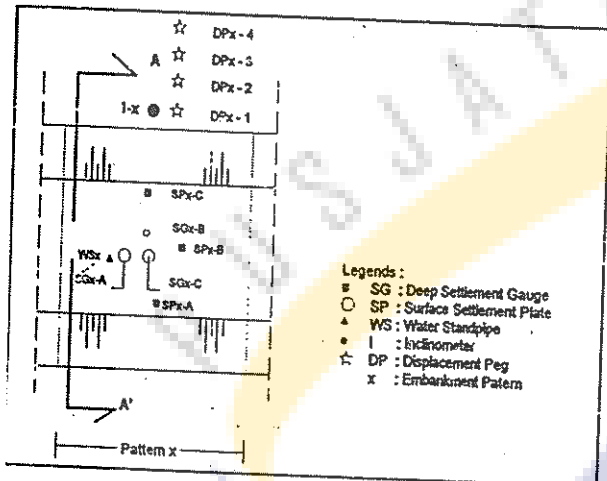 DPx - 4
A DPx - 3
DPx - 2
I-x DPx - 1
SPx-C
SGx-B
SPx-B
WSx
SGx-A SGx-C
SPx-A
Legends :
SG : Deep Settlement Gauge
SP : Surface Settlement Plate
WS : Water Standpipe
I : Inclinometer
DP : Displacement Peg
x : Embankment Patern
A'
Pattern x
U S J A T